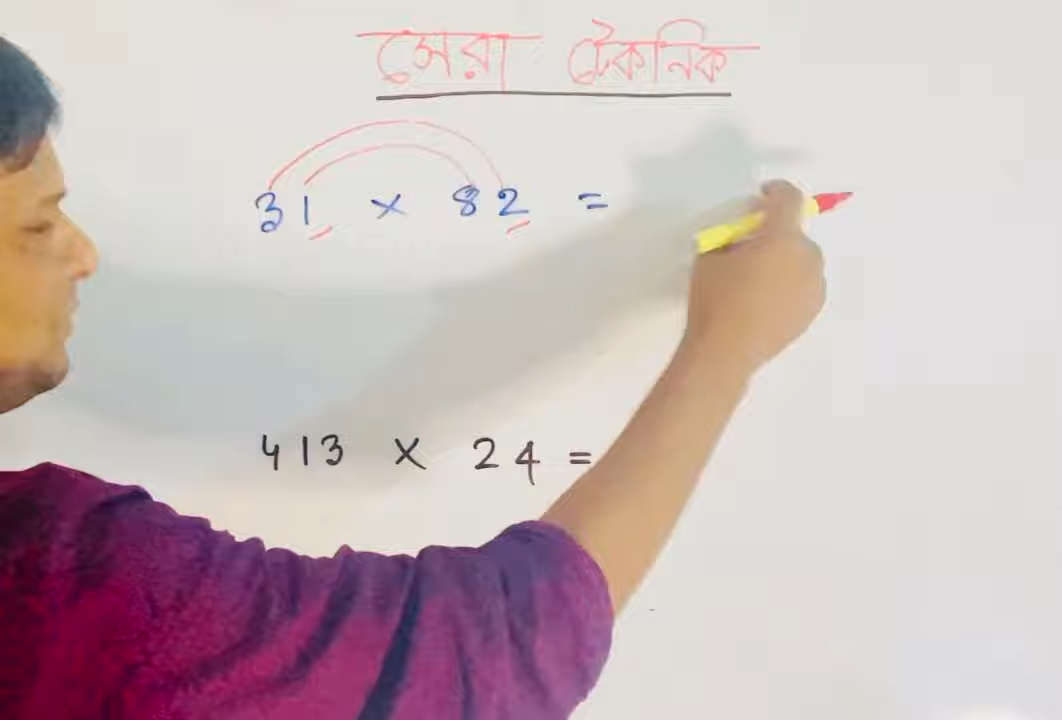 সেরা টেকনিক
31 × 82 =
413 × 24 =